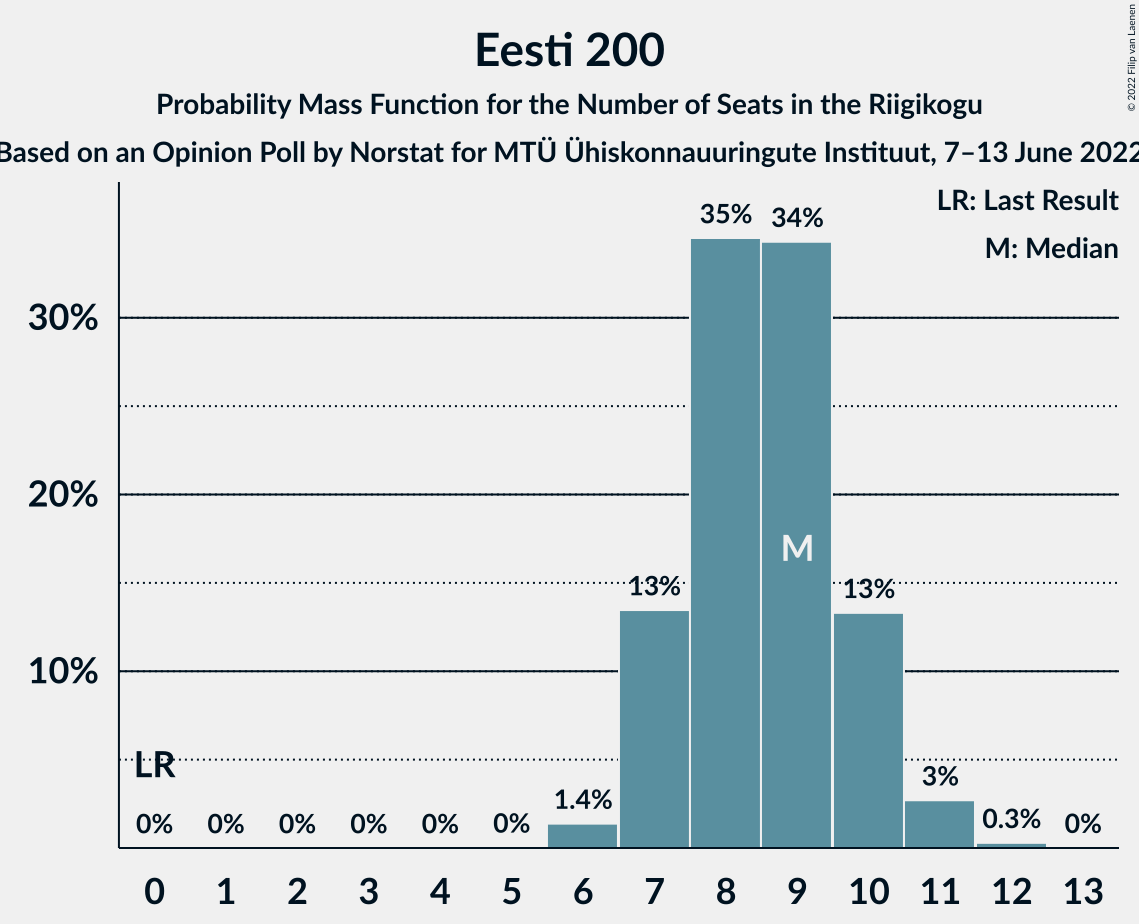 © 2022 Filip van Laenen
Eesti 200
Probability Mass Function for the Number of Seats in the Riigikogu
Based on an Opinion Poll by Norstat for MTÜ Ühiskonnauuringute Instituut, 7–13 June 2022
LR: Last Result
M: Median
35%
34%
30%
20%
M
13%
13%
10%
LR
3%
1.4%
0.3%
0% 0% 0% 0% 0% 0% 0%
0 1 2 3 4 5 6 7 8 9 10 11 12 13